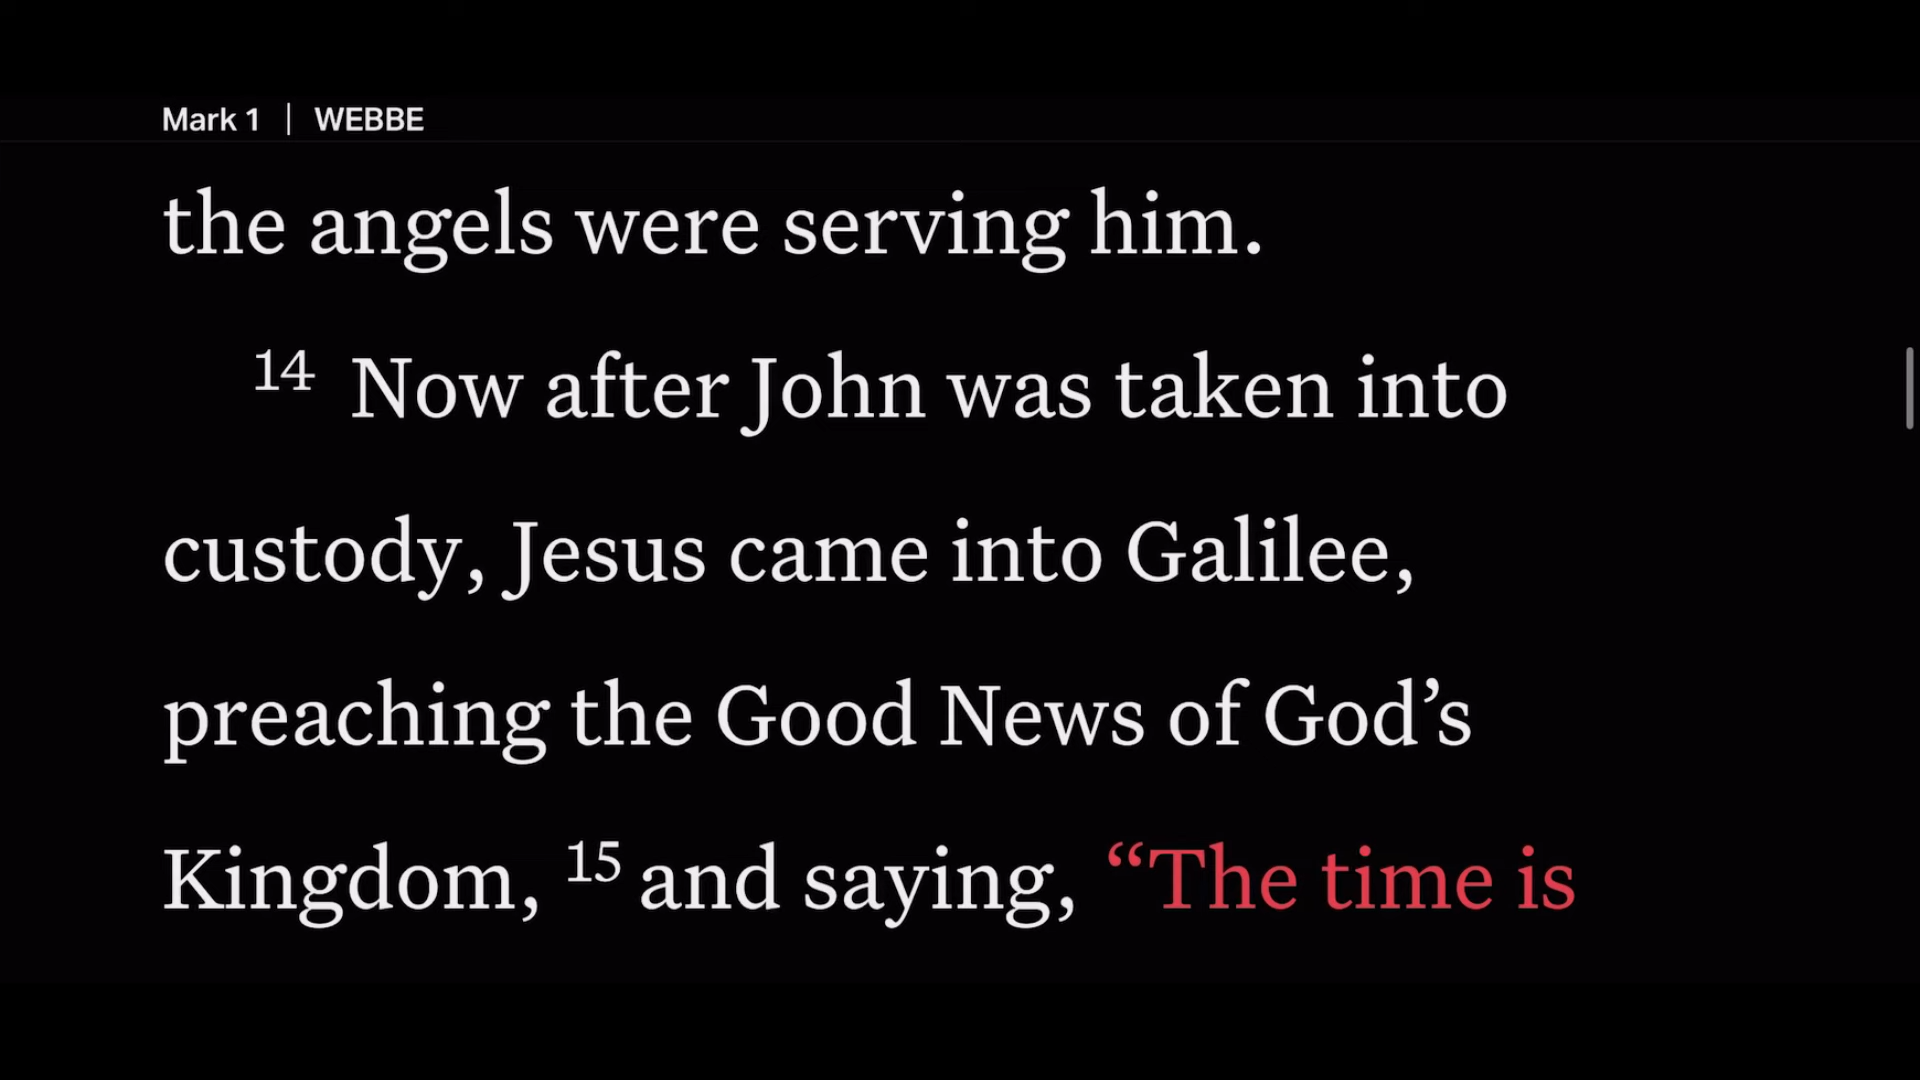 Mark 1 | WEBBE
the angels were serving him.
14 Now after John was taken into
custody, Jesus came into Galilee,
preaching the Good News of God’s
Kingdom, 15 and saying, “The time is